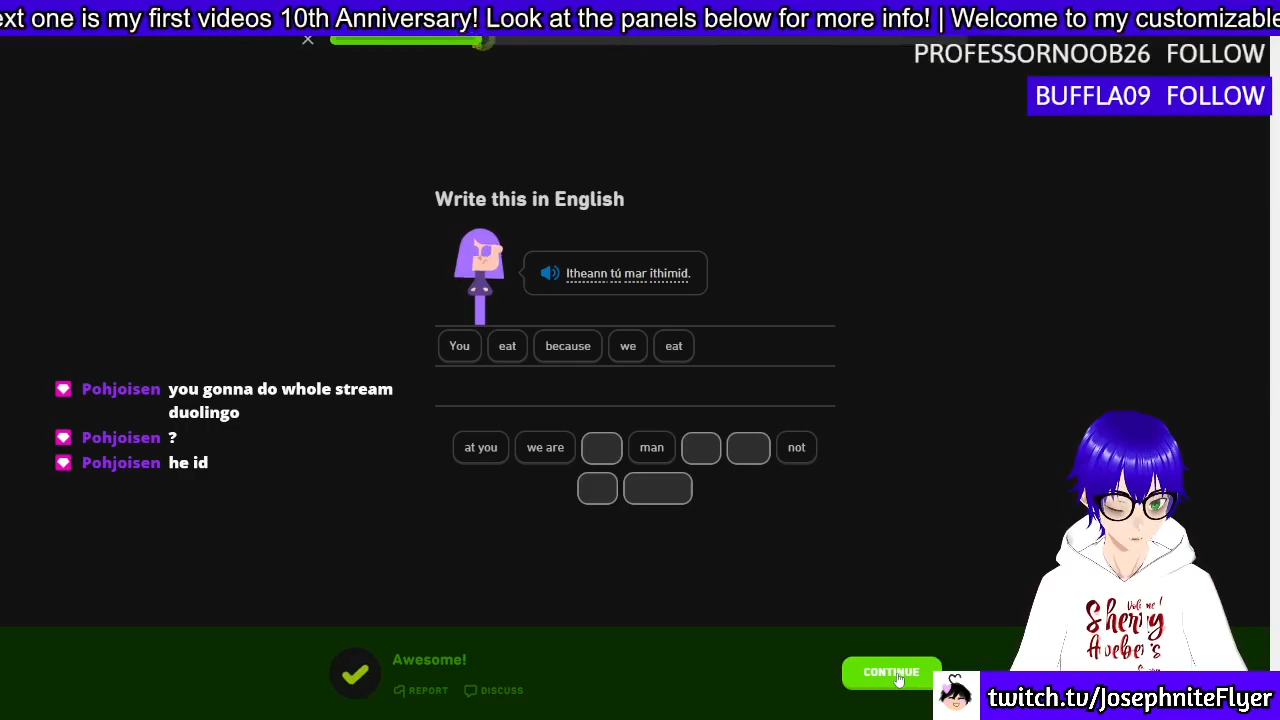 ext one is my first videos 10th Anniversary! Look at the panels below for more info! | Welcome to my customizable
PROFESSORNOOB26 FOLLOW
BUFFLA09 FOLLOW
Write this in English
Itheann tú mar ithimid.
You eat because we eat
Pohjoisen you gonna do whole stream
duolingo
Pohjoisen ?
Pohjoisen he id
at you we are man not
Awesome!
REPORT DISCUSS
CONTINUE
Sherry
twitch.tv/JosephniteFlyer